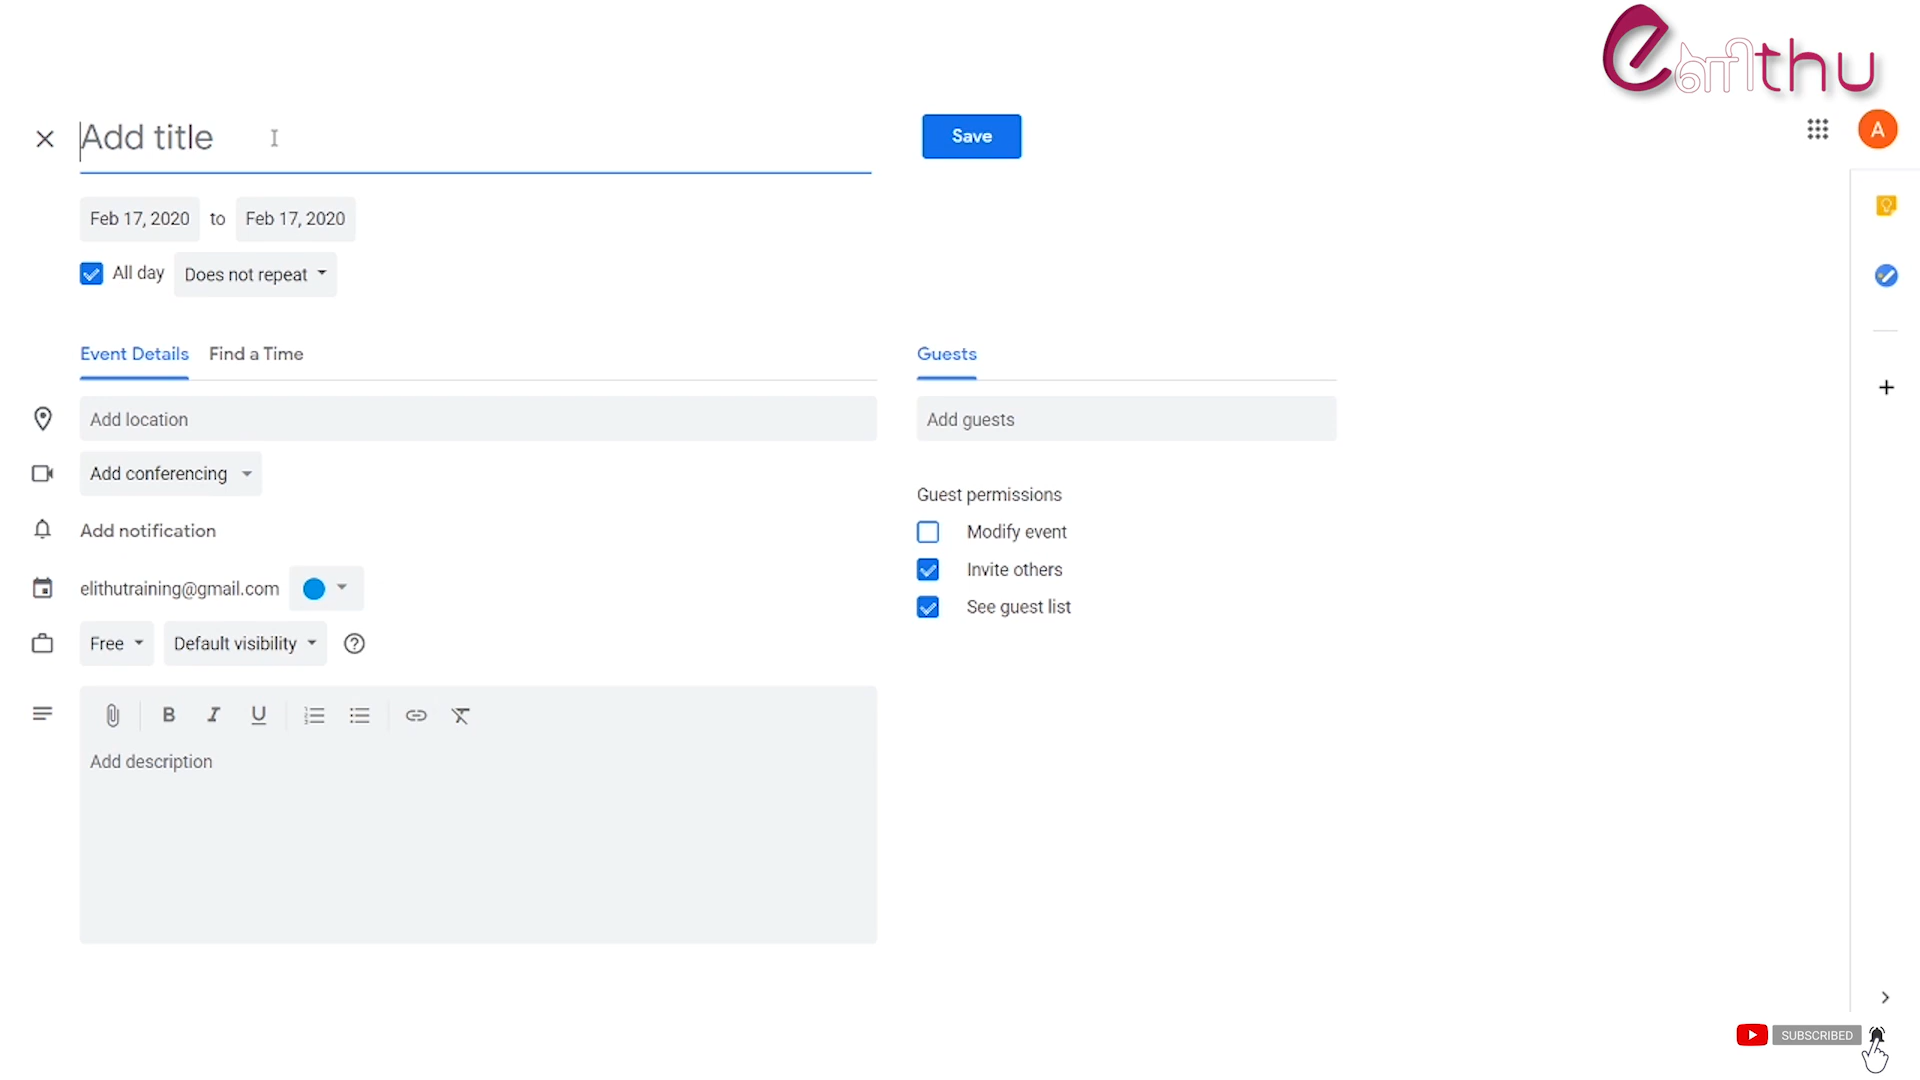 eளிthu
Add title
Save
A
Feb 17, 2020 to Feb 17, 2020
All day Does not repeat
Event Details Find a Time
Guests
Add location
Add guests
Add conferencing
Guest permissions
Add notification
Modify event
Invite others
elithutraining@gmail.com
See guest list
Free Default visibility
B I U
Add description
SUBSCRIBED